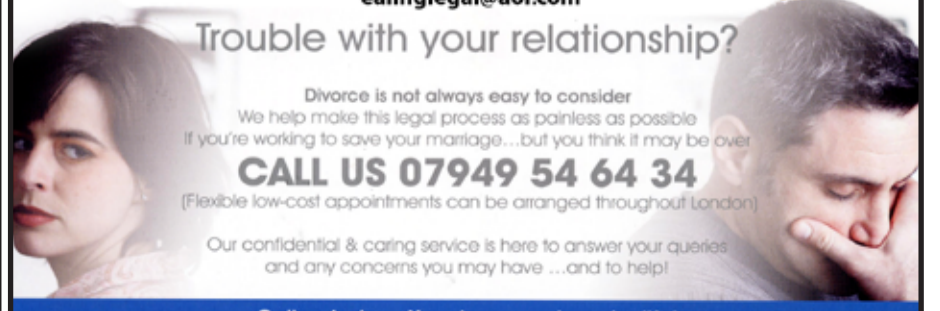 Trouble with your relationship?
Divorce is not always easy to consider
We help make this legal process as painless as possible
If you're working to save your marriage...but you think it may be over
CALL US 07949 54 64 34
(Flexible low-cost appointments can be arranged throughout London)
Our confidential & caring service is here to answer your queries
and any concerns you may have ...and to help!